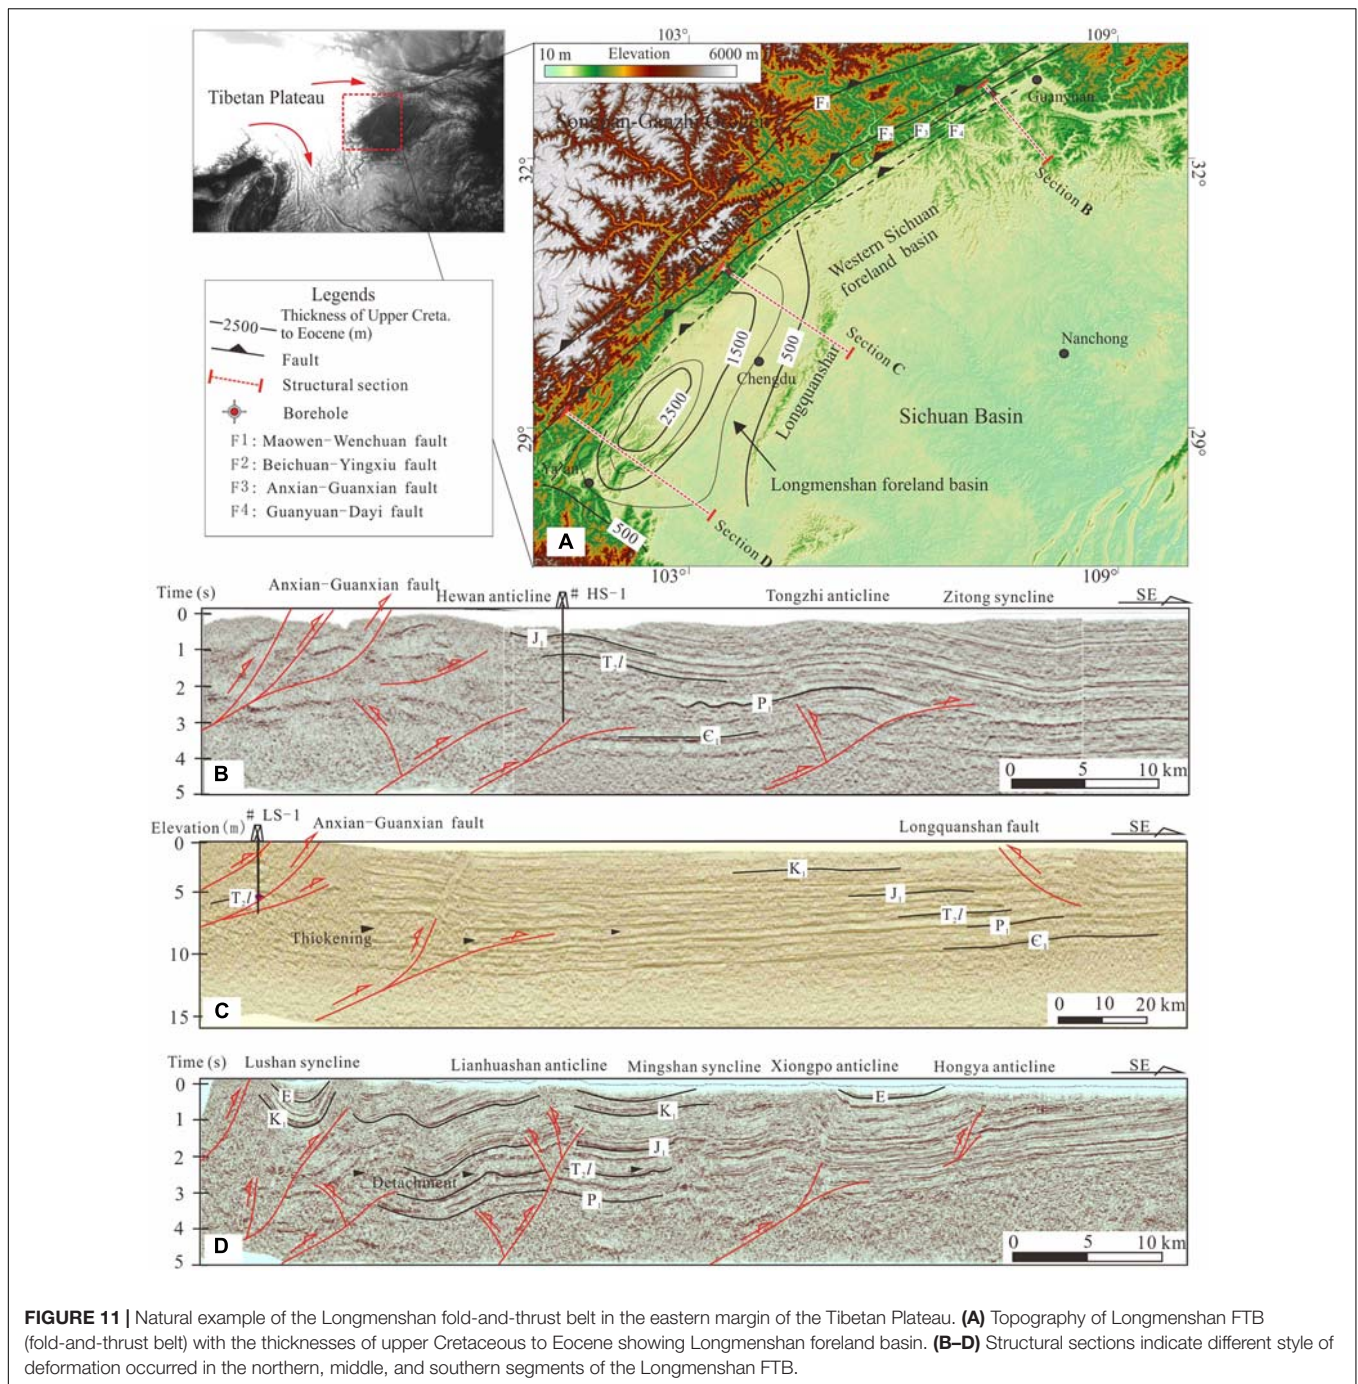 Tibetan Plateau
103°
109°
10 m Elevation 6000 m
F1
F2
F3
F4
Guanyuan
32°
32°
Section B
Western Sichuan
foreland basin
1500
500
2500
Chengdu
Section C
Longquanshan
Nanchong
Sichuan Basin
29°
29°
Ya'an
Longmenshan foreland basin
500
Section D
A
103°
109°
Legends
2500 Thickness of Upper Creta.
to Eocene (m)
Fault
Structural section
Borehole
F1: Maowen-Wenchuan fault
F2: Beichuan-Yingxiu fault
F3: Anxian-Guanxian fault
F4: Guanyuan-Dayi fault
Time (s) Anxian-Guanxian fault Hewan anticline # HS-1 Tongzhi anticline Zitong syncline SE
0
1
2
3
4
5
J1
T2l
P1
Є1
B
0 5 10 km
Elevation (m) # LS-1 Anxian-Guanxian fault Longquanshan fault SE
0
5
10
15
T2l
Thickening
K1
J1
T2l
P1
Є1
C
0 10 20 km
Time (s) Lushan syncline Lianhuashan anticline Mingshan syncline Xiongpo anticline Hongya anticline SE
0
1
2
3
4
5
E
K1
K1
E
J1
T2l
Detachment
P1
D
0 5 10 km
FIGURE 11 | Natural example of the Longmenshan fold-and-thrust belt in the eastern margin of the Tibetan Plateau. (A) Topography of Longmenshan FTB
(fold-and-thrust belt) with the thicknesses of upper Cretaceous to Eocene showing Longmenshan foreland basin. (B–D) Structural sections indicate different style of
deformation occurred in the northern, middle, and southern segments of the Longmenshan FTB.